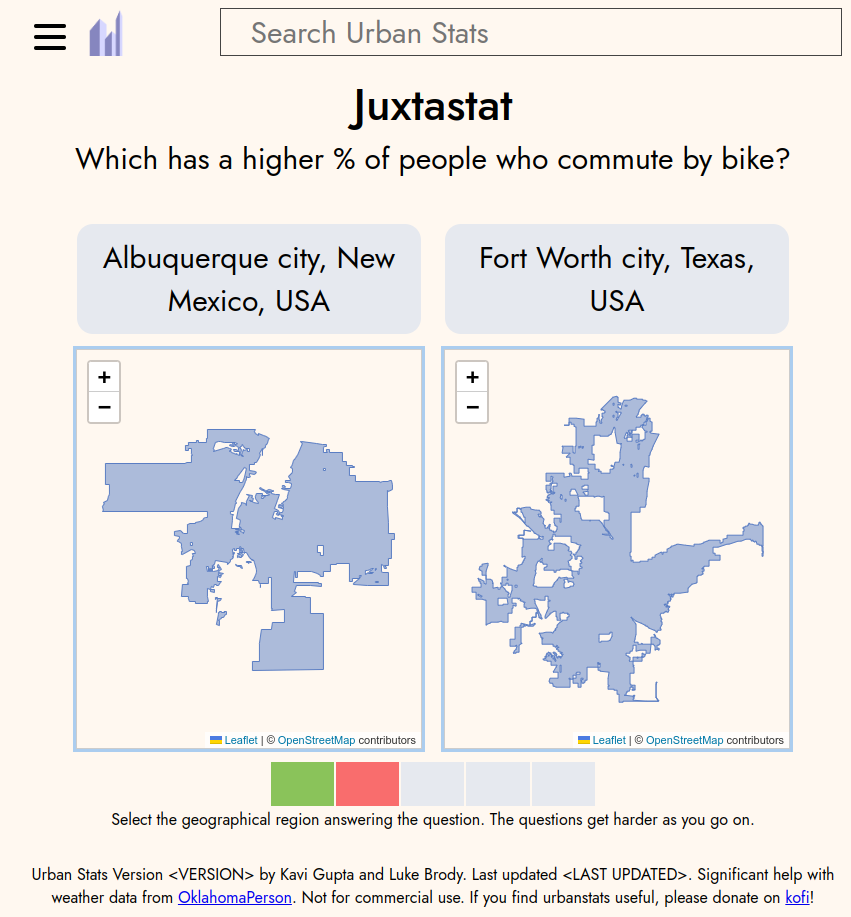 Search Urban Stats
Juxtastat
Which has a higher % of people who commute by bike?
Albuquerque city, New
Mexico, USA
Fort Worth city, Texas,
USA
+
−
+
−
Leaflet | © OpenStreetMap contributors
Leaflet | © OpenStreetMap contributors
Select the geographical region answering the question. The questions get harder as you go on.
Urban Stats Version <VERSION> by Kavi Gupta and Luke Brody. Last updated <LAST UPDATED>. Significant help with
weather data from OklahomaPerson. Not for commercial use. If you find urbanstats useful, please donate on kofi!